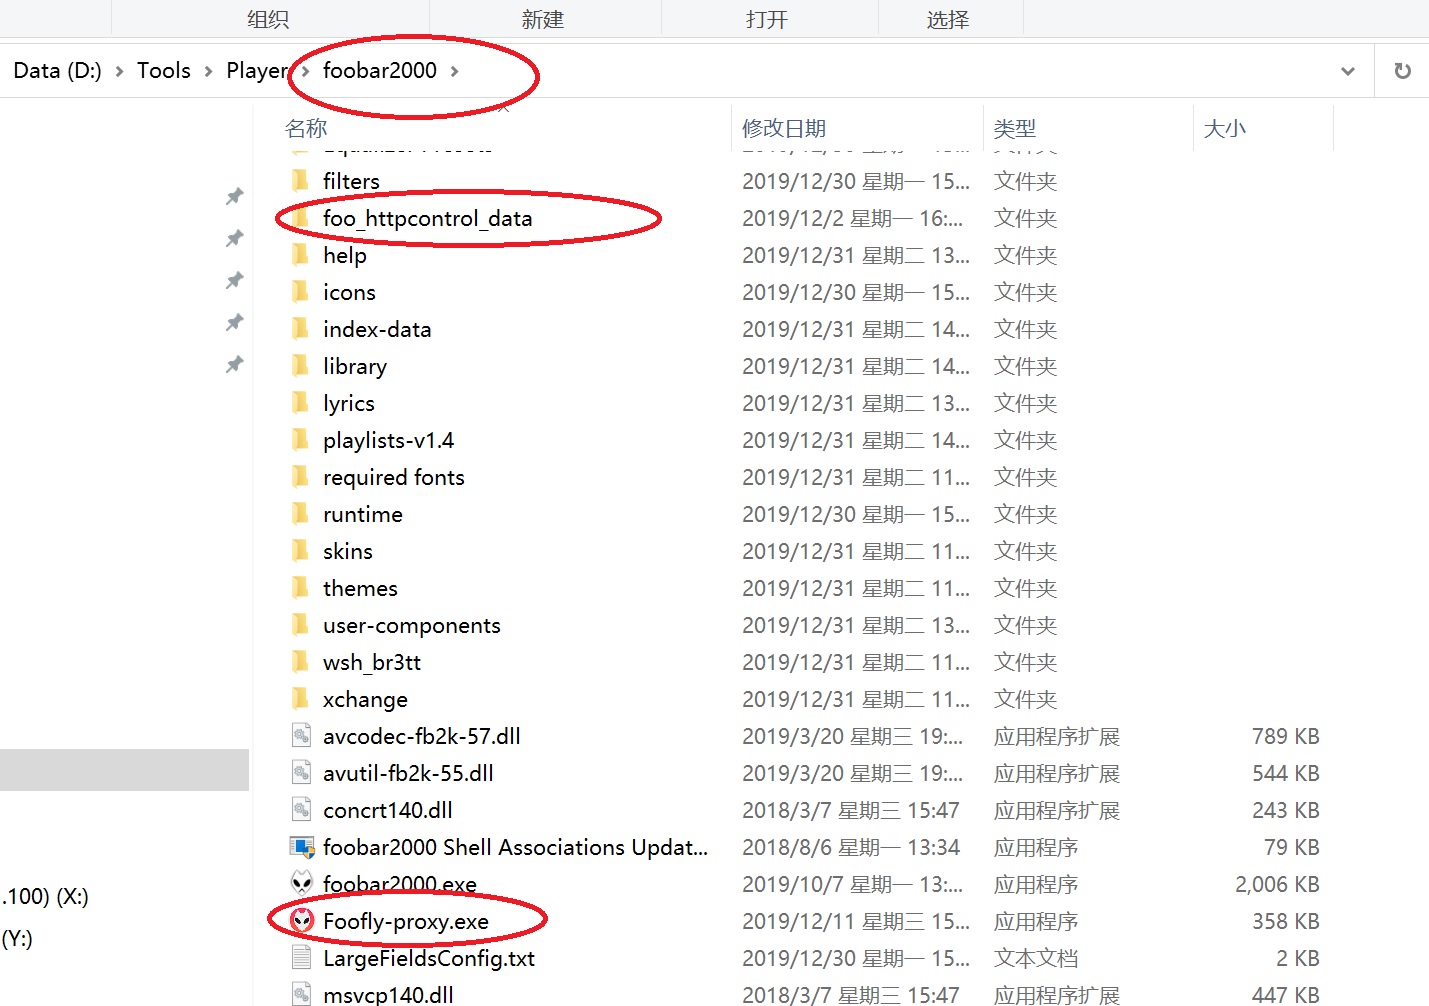 组织 新建 打开 选择
Data (D:) > Tools > Player > foobar2000 >
名称 修改日期 类型 大小
filters 2019/12/30 星期一 15... 文件夹
foo_httpcontrol_data 2019/12/2 星期一 16:... 文件夹
help 2019/12/31 星期二 13... 文件夹
icons 2019/12/30 星期一 15... 文件夹
index-data 2019/12/31 星期二 14... 文件夹
library 2019/12/31 星期二 14... 文件夹
lyrics 2019/12/31 星期二 13... 文件夹
playlists-v1.4 2019/12/31 星期二 14... 文件夹
required fonts 2019/12/31 星期二 11... 文件夹
runtime 2019/12/30 星期一 15... 文件夹
skins 2019/12/31 星期二 11... 文件夹
themes 2019/12/31 星期二 11... 文件夹
user-components 2019/12/31 星期二 13... 文件夹
wsh_br3tt 2019/12/31 星期二 11... 文件夹
xchange 2019/12/31 星期二 11... 文件夹
avcodec-fb2k-57.dll 2019/3/20 星期三 19:... 应用程序扩展 789 KB
avutil-fb2k-55.dll 2019/3/20 星期三 19:... 应用程序扩展 544 KB
concrt140.dll 2018/3/7 星期三 15:47 应用程序扩展 243 KB
foobar2000 Shell Associations Updat... 2018/8/6 星期一 13:34 应用程序 79 KB
.100) (X:)
foobar2000.exe 2019/10/7 星期一 13:... 应用程序 2,006 KB
Foofly-proxy.exe 2019/12/11 星期三 15... 应用程序 358 KB
(Y:)
LargeFieldsConfig.txt 2019/12/30 星期一 15... 文本文档 2 KB
msvcp140.dll 2018/3/7 星期三 15:47 应用程序扩展 447 KB